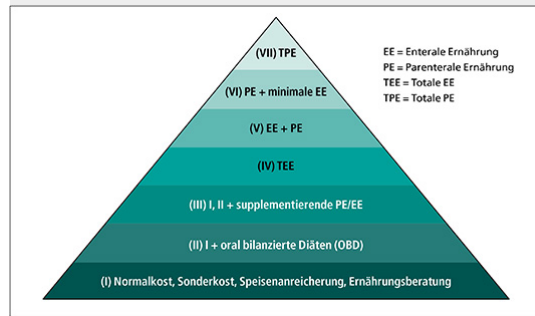 (VII) TPE
(VI) PE + minimale EE
(V) EE + PE
(IV) TEE
(III) I, II + supplementierende PE/EE
(II) I + oral bilanzierte Diäten (OBD)
(I) Normalkost, Sonderkost, Speisenanreicherung, Ernährungsberatung
EE = Enterale Ernährung
PE = Parenterale Ernährung
TEE = Totale EE
TPE = Totale PE